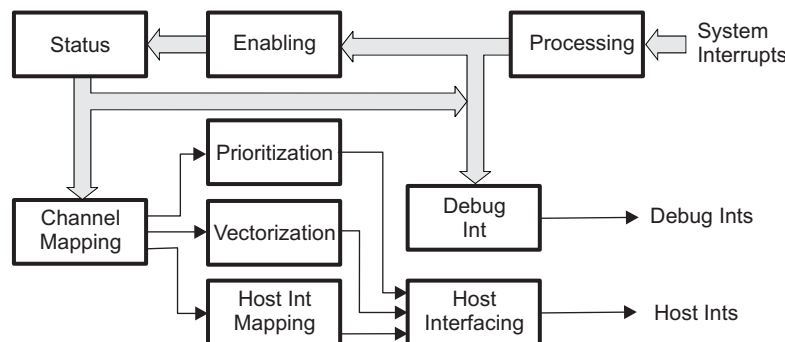 Status
Enabling
Processing
System
Interrupts
Prioritization
Channel
Mapping
Vectorization
Debug
Int
Debug Ints
Host Int
Mapping
Host
Interfacing
Host Ints